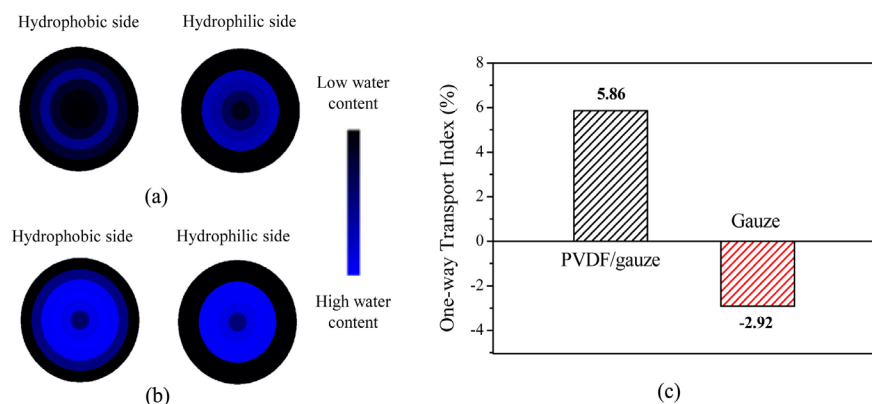 Hydrophobic side
Hydrophilic side
(a)
Hydrophobic side
Hydrophilic side
(b)
Low water
content
High water
content
One-way Transport Index (%)
8
6
4
2
0
-2
-4
5.86
PVDF/gauze
Gauze
-2.92
(c)